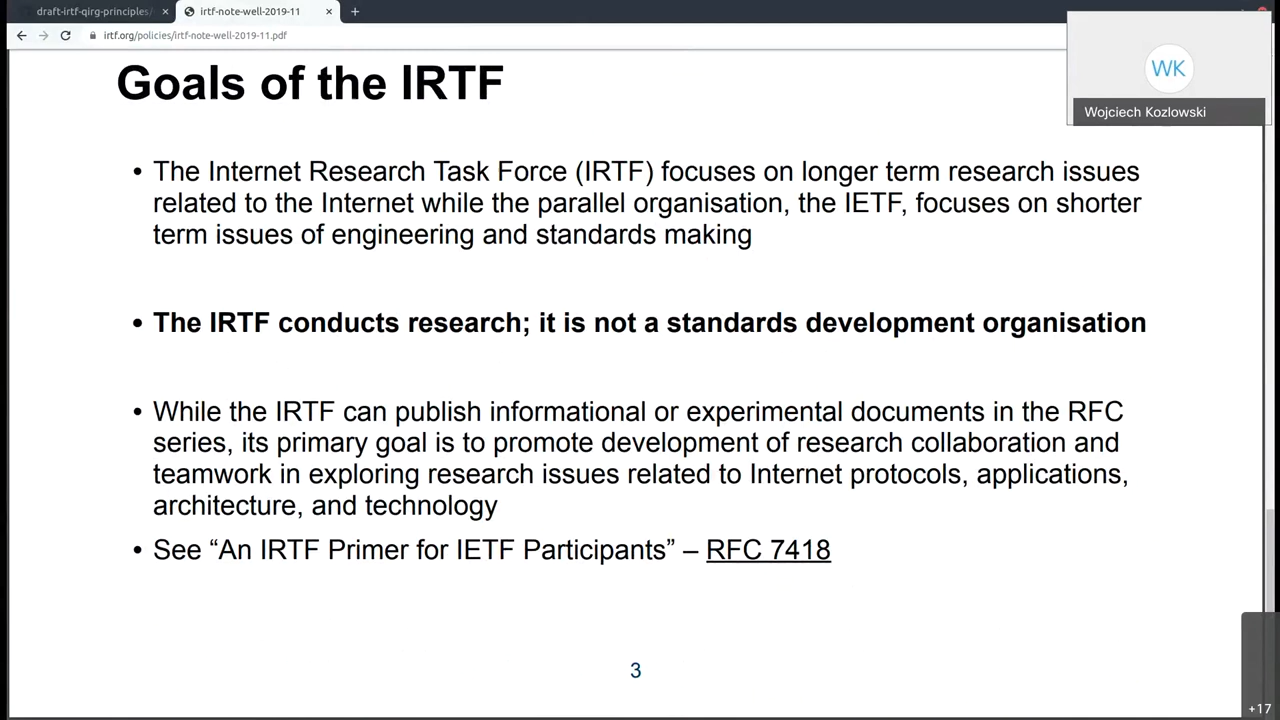 draft-irtf-qirg-principles
irtf-note-well-2019-11
irtf.org/policies/irtf-note-well-2019-11.pdf
WK
Wojciech Kozlowski
Goals of the IRTF
• The Internet Research Task Force (IRTF) focuses on longer term research issues
related to the Internet while the parallel organisation, the IETF, focuses on shorter
term issues of engineering and standards making
• The IRTF conducts research; it is not a standards development organisation
• While the IRTF can publish informational or experimental documents in the RFC
series, its primary goal is to promote development of research collaboration and
teamwork in exploring research issues related to Internet protocols, applications,
architecture, and technology
• See “An IRTF Primer for IETF Participants” – RFC 7418
3
+17